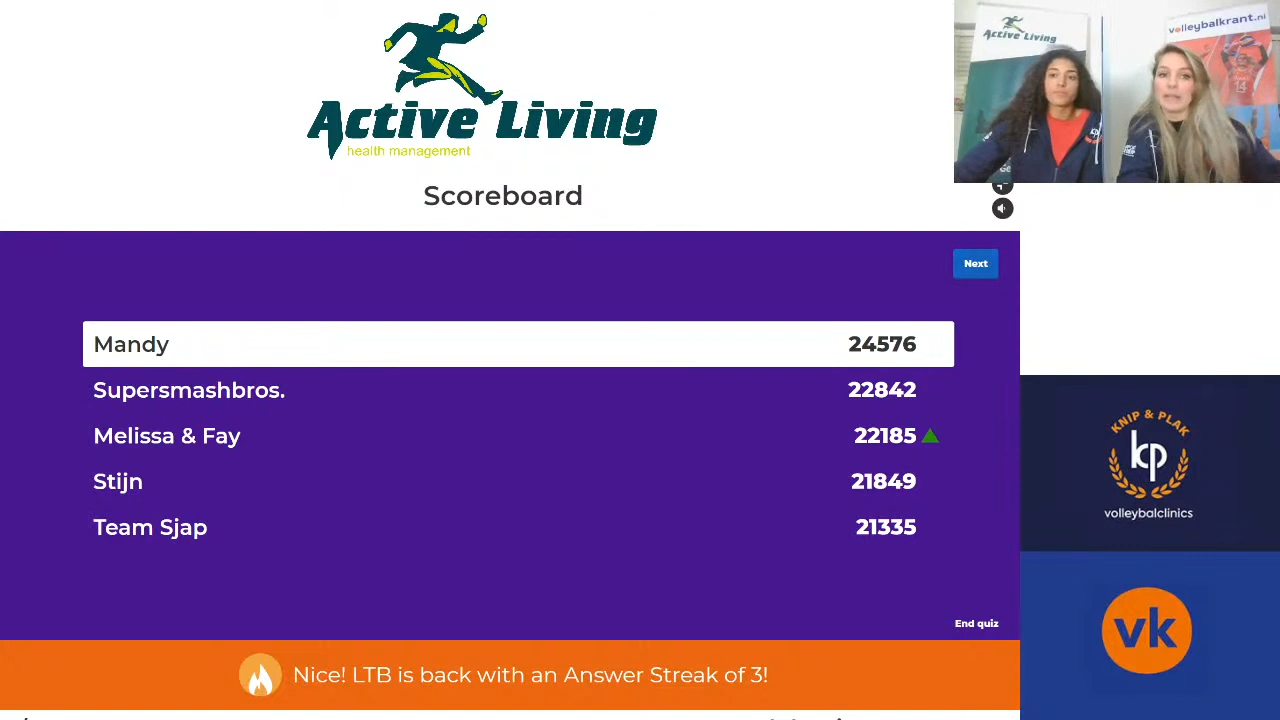 Active Living
health management
Active Living
volleybalkrant.nl
14
Scoreboard
Next
Mandy 24576
Supersmashbros. 22842
Melissa & Fay 22185
Stijn 21849
Team Sjap 21335
End quiz
Nice! LTB is back with an Answer Streak of 3!
KNIP & PLAK
kp
volleybalclinics
vk